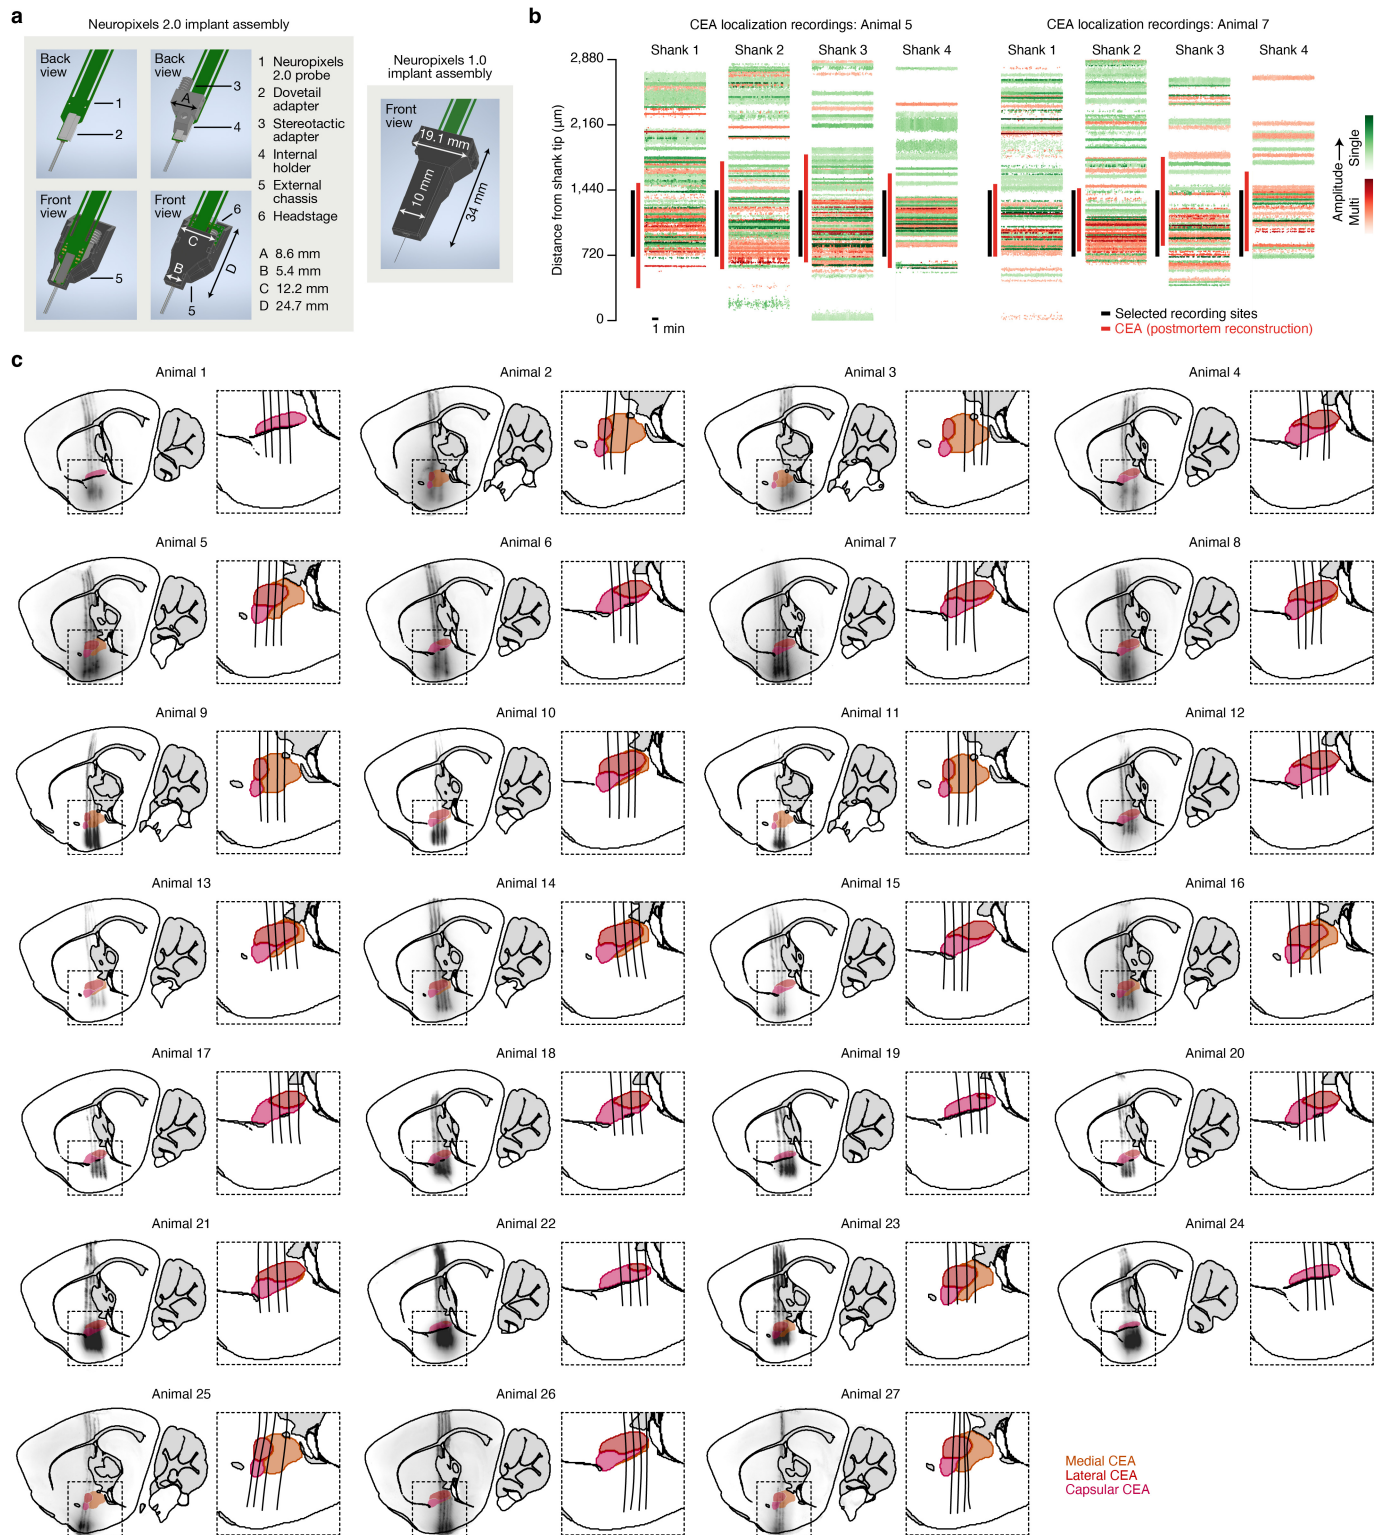 a
Neuropixels 2.0 implant assembly
Back
view
1
2
Back
view
A
3
4
Front
view
5
Front
view
6
C
B
D
5
1 Neuropixels
2.0 probe
2 Dovetail
adapter
3 Stereotactic
adapter
4 Internal
holder
5 External
chassis
6 Headstage
A 8.6 mm
B 5.4 mm
C 12.2 mm
D 24.7 mm
Neuropixels 1.0
implant assembly
Front
view
19.1 mm
10 mm
34 mm
b
CEA localization recordings: Animal 5
CEA localization recordings: Animal 7
Shank 1 Shank 2 Shank 3 Shank 4
Shank 1 Shank 2 Shank 3 Shank 4
Distance from shank tip (µm)
2,880
2,160
1,440
720
0
1 min
Amplitude
Single
Multi
Selected recording sites
CEA (postmortem reconstruction)
c
Animal 1
Animal 2
Animal 3
Animal 4
Animal 5
Animal 6
Animal 7
Animal 8
Animal 9
Animal 10
Animal 11
Animal 12
Animal 13
Animal 14
Animal 15
Animal 16
Animal 17
Animal 18
Animal 19
Animal 20
Animal 21
Animal 22
Animal 23
Animal 24
Animal 25
Animal 26
Animal 27
Medial CEA
Lateral CEA
Capsular CEA